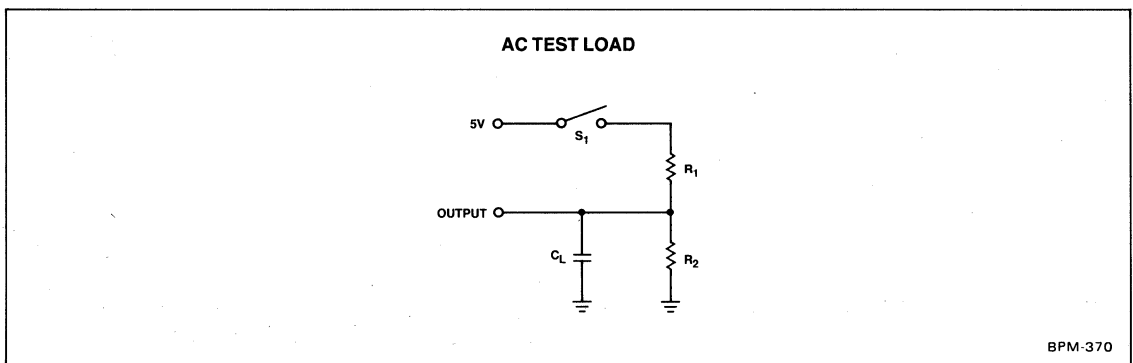 AC TEST LOAD
5V
S1
R1
OUTPUT
CL
R2
BPM-370